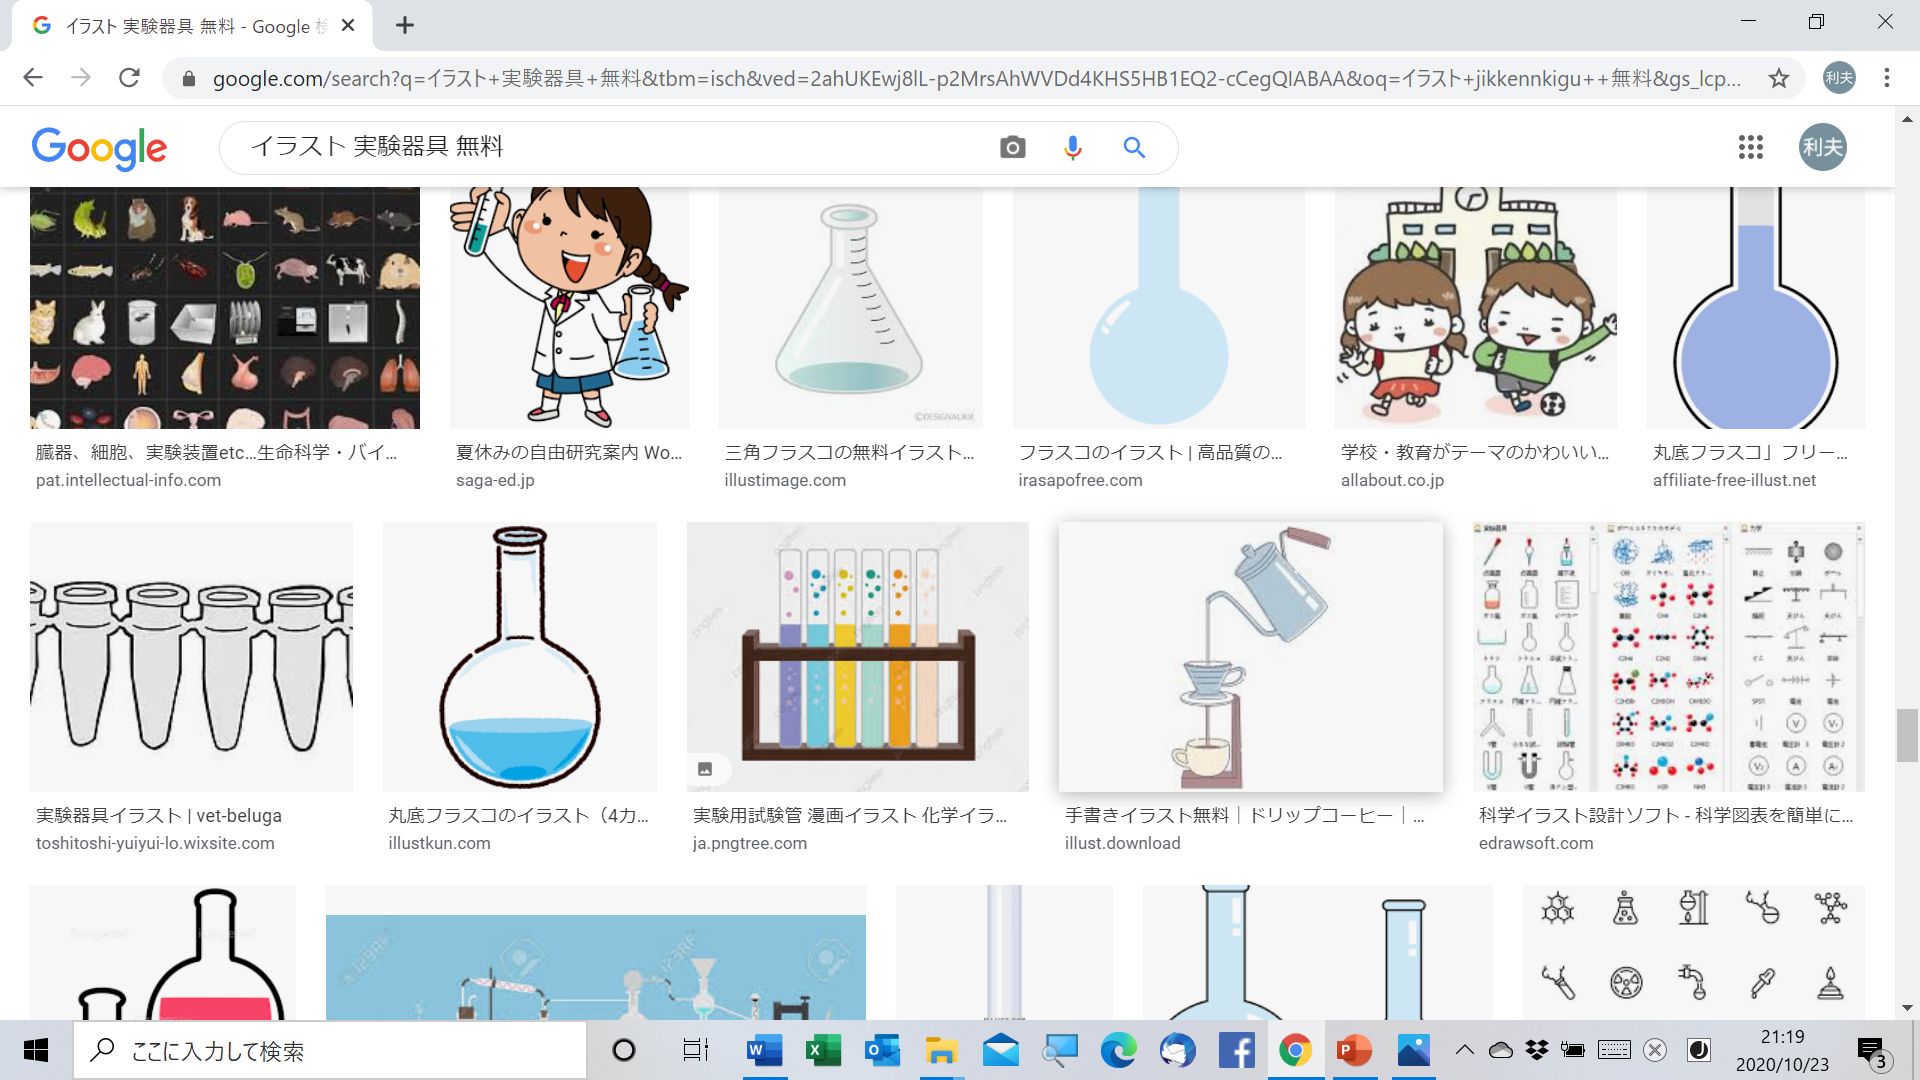 イラスト 実験器具 無料 - Google 検
google.com/search?q=イラスト+実験器具+無料&tbm=isch&ved=2ahUKEwj8lL-p2MrsAhWVDd4KHS5HB1EQ2-cCegQIABAA&oq=イラスト+jikkennkigu++無料&gs_lcp...
利夫
Google
イラスト 実験器具 無料
利夫
©DESIGNALIKIE
臓器、細胞、実験装置etc...生命科学・バイ...
pat.intellectual-info.com
夏休みの自由研究案内 Wo...
saga-ed.jp
三角フラスコの無料イラスト...
illustimage.com
フラスコのイラスト | 高品質の...
irasapofree.com
学校・教育がテーマのかわいい...
allabout.co.jp
丸底フラスコ」フリー...
affiliate-free-illust.net
実験器具イラスト | vet-beluga
toshitoshi-yuiyui-lo.wixsite.com
丸底フラスコのイラスト（4カ...
illustkun.com
実験用試験管 漫画イラスト 化学イラ...
ja.pngtree.com
手書きイラスト無料｜ドリップコーヒー｜...
illust.download
科学イラスト設計ソフト - 科学図表を簡単に...
edrawsoft.com
123RF
ここに入力して検索
21:19
2020/10/23
3